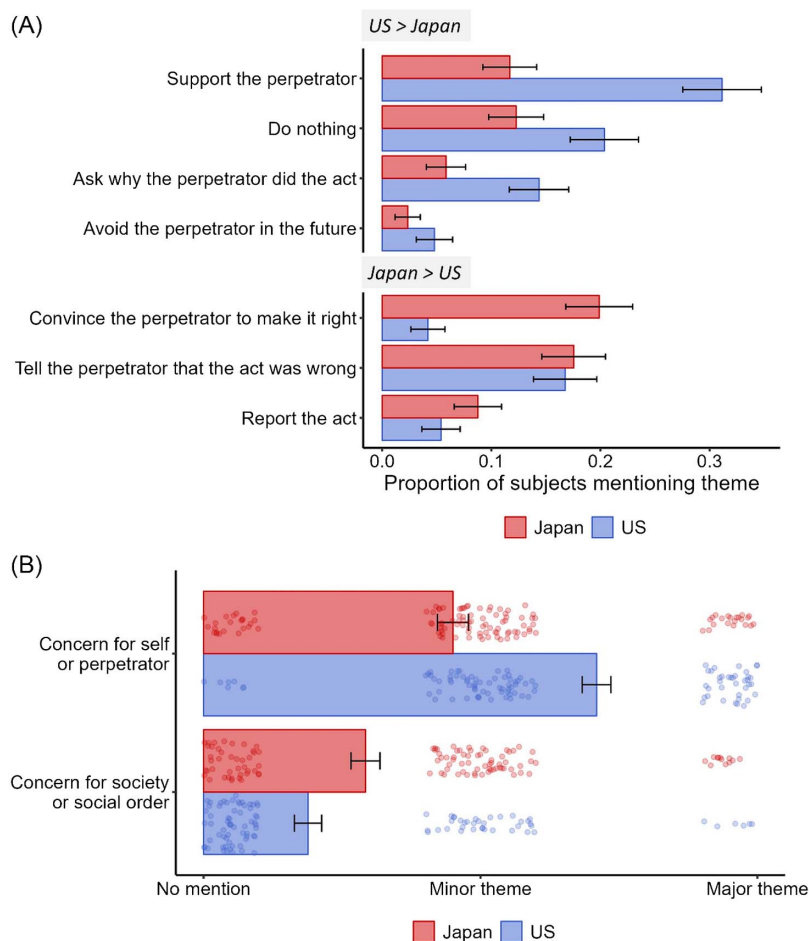 (A)
US > Japan
Support the perpetrator
Do nothing
Ask why the perpetrator did the act
Avoid the perpetrator in the future
Japan > US
Convince the perpetrator to make it right
Tell the perpetrator that the act was wrong
Report the act
0.0 0.1 0.2 0.3
Proportion of subjects mentioning theme
Japan US
(B)
Concern for self
or perpetrator
Concern for society
or social order
No mention Minor theme Major theme
Japan US